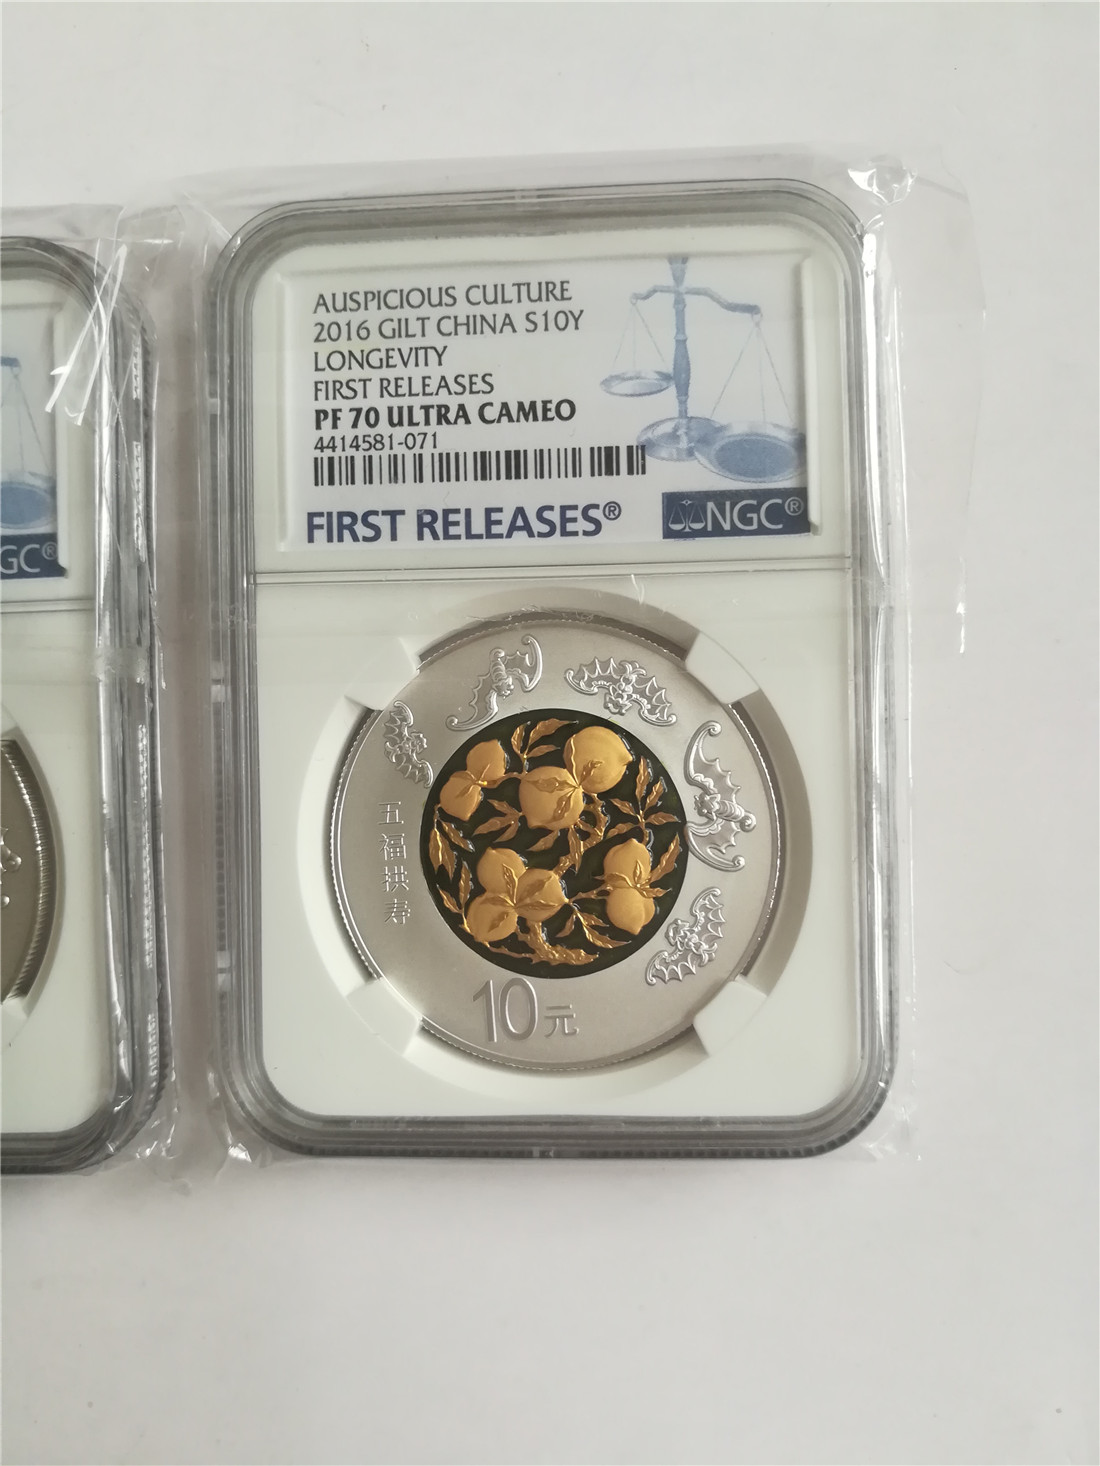 AUSPICIOUS CULTURE
2016 GILT CHINA S10Y
LONGEVITY
FIRST RELEASES
PF 70 ULTRA CAMEO
4414581-071
FIRST RELEASES®
NGC®
GC®
五福拱寿
10元